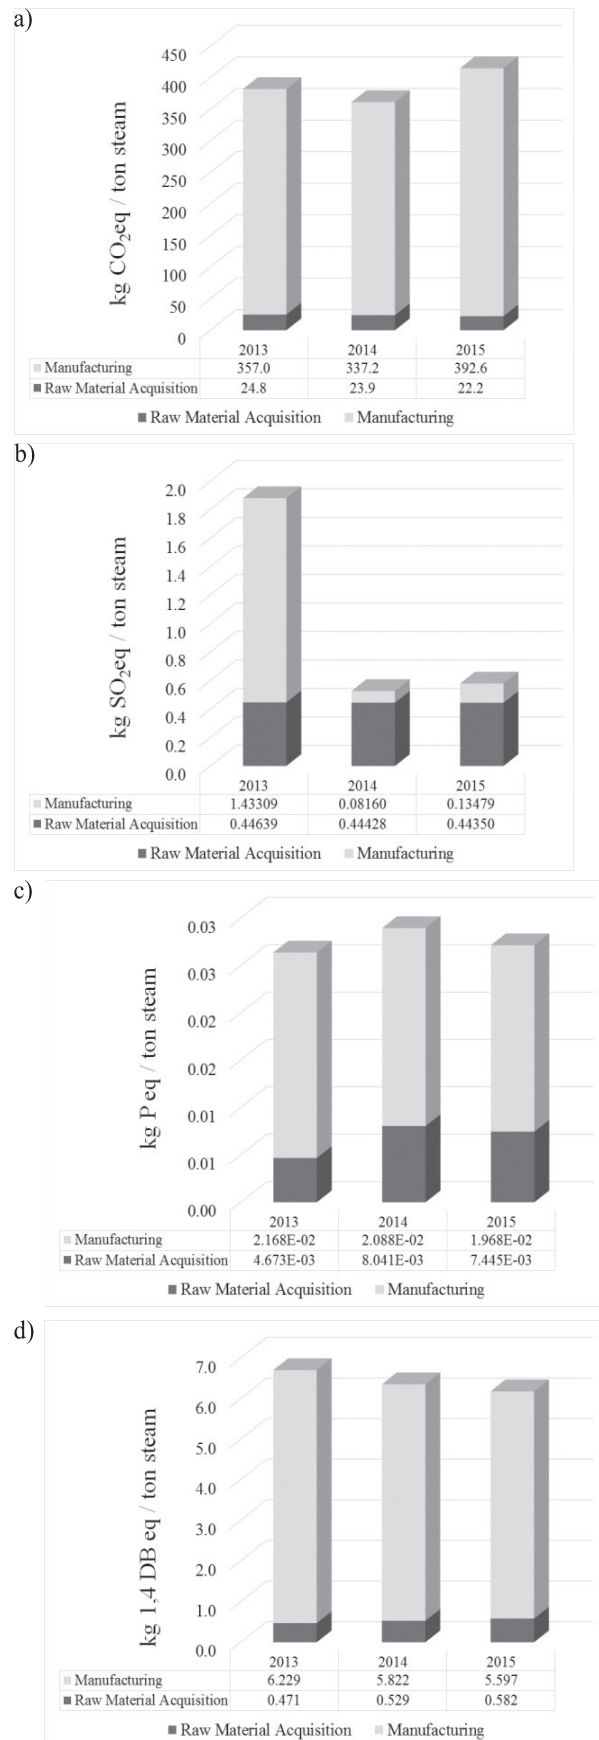 a)
kg CO₂eq / ton steam
450
400
350
300
250
200
150
100
50
0
2013 2014 2015
Manufacturing 357.0 337.2 392.6
Raw Material Acquisition 24.8 23.9 22.2
Raw Material Acquisition Manufacturing
b)
kg SO₂eq / ton steam
2.0
1.8
1.6
1.4
1.2
1.0
0.8
0.6
0.4
0.2
0.0
2013 2014 2015
Manufacturing 1.43309 0.08160 0.13479
Raw Material Acquisition 0.44639 0.44428 0.44350
Raw Material Acquisition Manufacturing
c)
kg P eq / ton steam
0.03
0.03
0.02
0.02
0.01
0.01
0.00
2013 2014 2015
Manufacturing 2.168E-02 2.088E-02 1.968E-02
Raw Material Acquisition 4.673E-03 8.041E-03 7.445E-03
Raw Material Acquisition Manufacturing
d)
kg 1,4 DB eq / ton steam
7.0
6.0
5.0
4.0
3.0
2.0
1.0
0.0
2013 2014 2015
Manufacturing 6.229 5.822 5.597
Raw Material Acquisition 0.471 0.529 0.582
Raw Material Acquisition Manufacturing